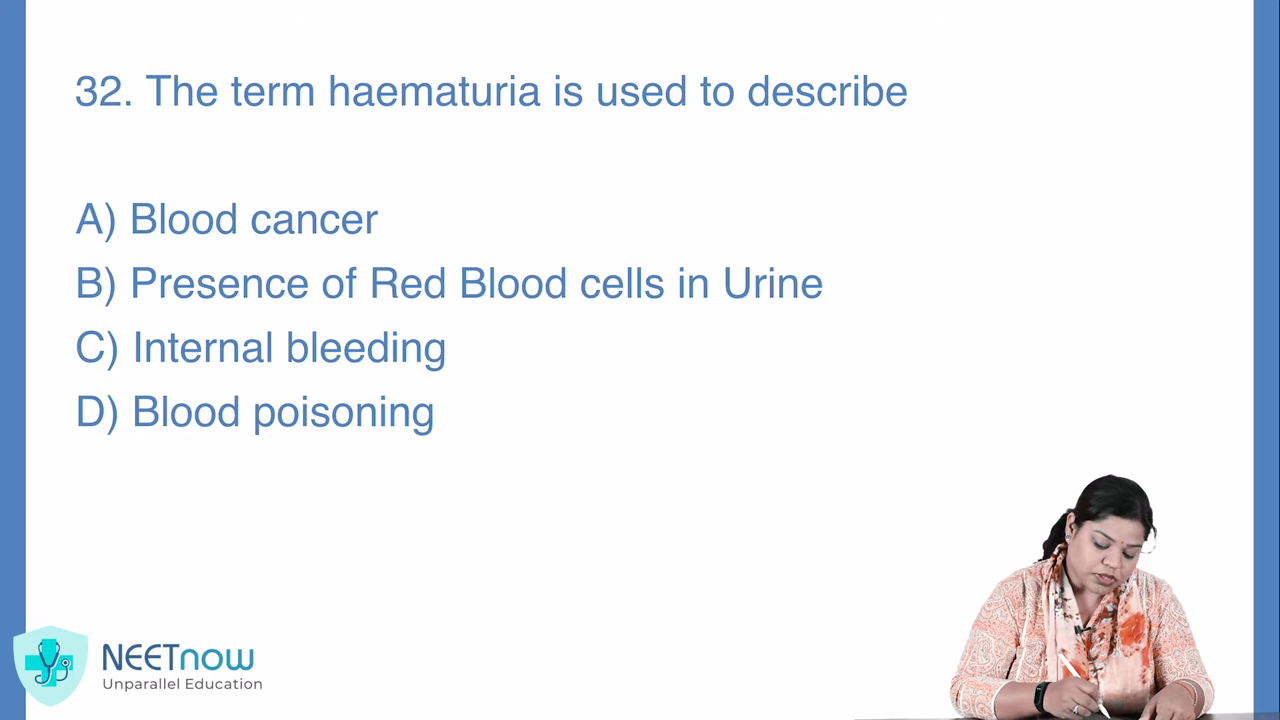 32. The term haematuria is used to describe
A) Blood cancer
B) Presence of Red Blood cells in Urine
C) Internal bleeding
D) Blood poisoning
NEETnow
Unparallel Education